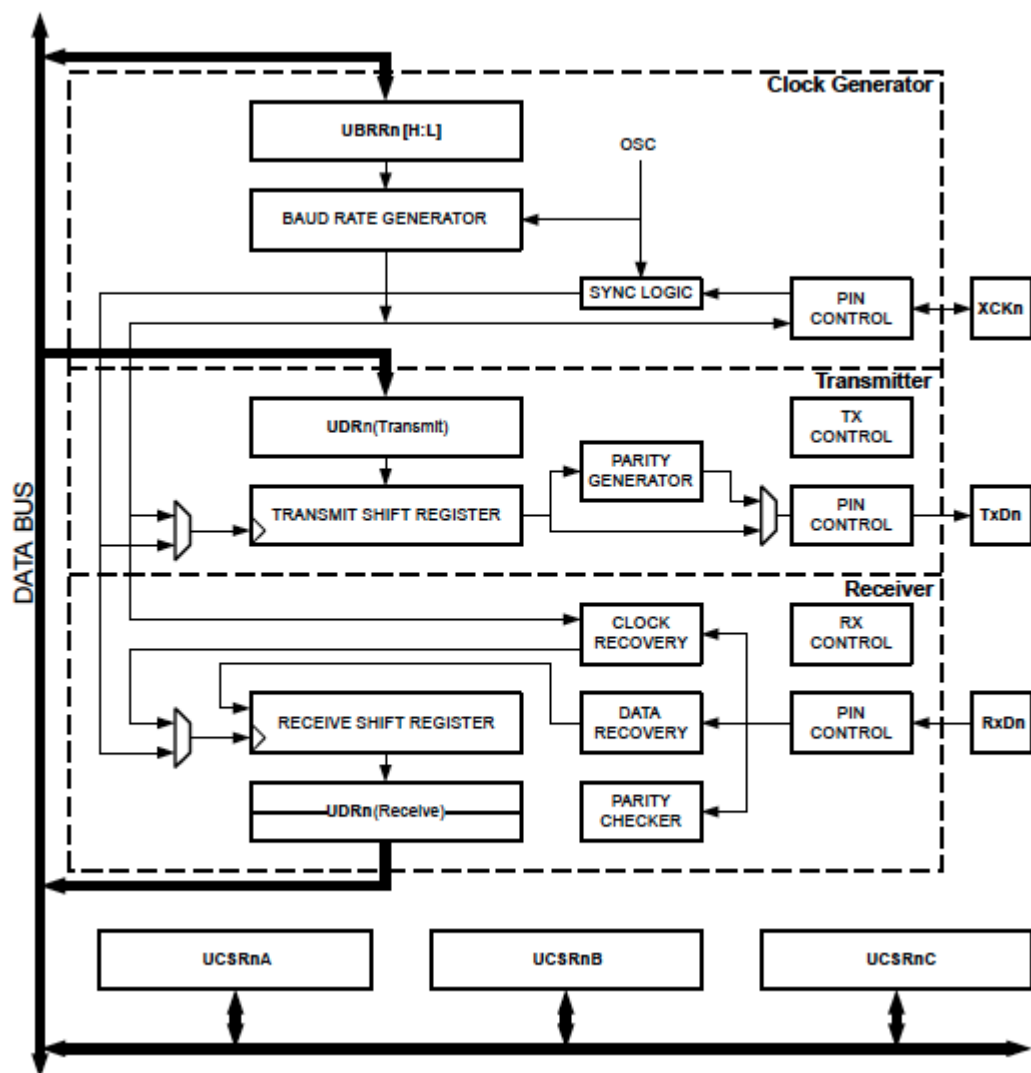 Clock Generator
UBRRn [H:L]
OSC
BAUD RATE GENERATOR
SYNC LOGIC
PIN
CONTROL
XCKn
Transmitter
UDRn(Transmit)
TX
CONTROL
PARITY
GENERATOR
TRANSMIT SHIFT REGISTER
PIN
CONTROL
TxDn
DATA BUS
Receiver
CLOCK
RECOVERY
RX
CONTROL
RECEIVE SHIFT REGISTER
DATA
RECOVERY
PIN
CONTROL
RxDn
UDRn(Receive)
PARITY
CHECKER
UCSRnA
UCSRnB
UCSRnC